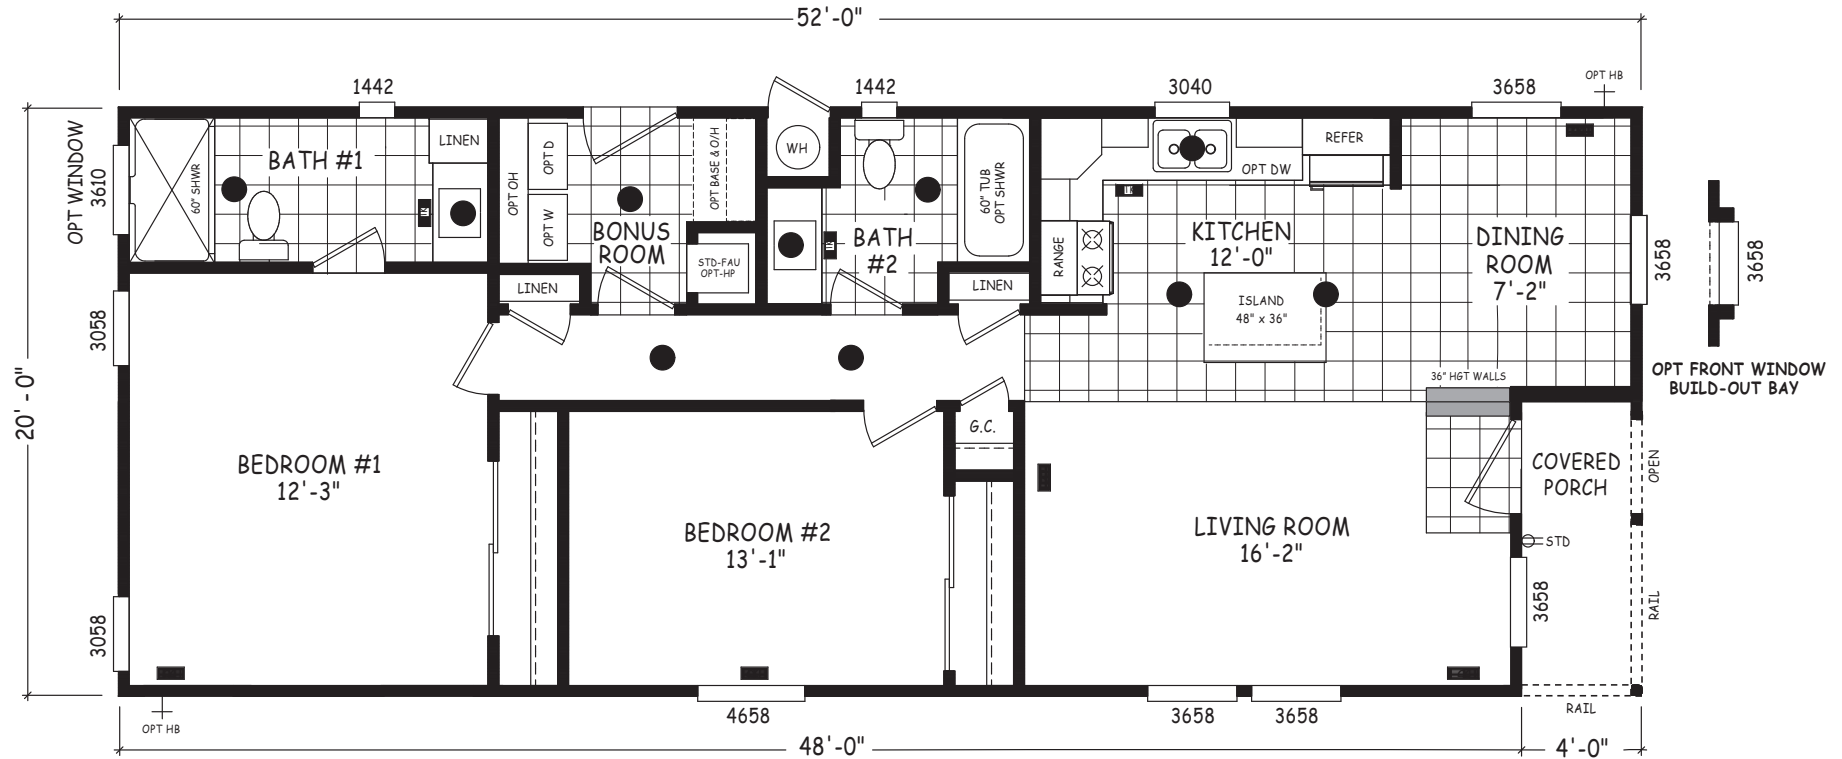 52'-0"
1442
1442
3040
3658
OPT HB
OPT WINDOW
3610
60" SHWR
BATH #1
LINEN
OPT OH
OPT D
OPT W
OPT BASE & O/H
BONUS
ROOM
STD-FAU
OPT-HP
WH
BATH
#2
60" TUB
OPT SHWR
LINEN
LINEN
REFER
OPT DW
RANGE
KITCHEN
12'-0"
ISLAND
48" x 36"
DINING
ROOM
7'-2"
3658
3658
OPT FRONT WINDOW
BUILD-OUT BAY
36" HGT WALLS
3058
20'-0"
G.C.
BEDROOM #1
12'-3"
BEDROOM #2
13'-1"
LIVING ROOM
16'-2"
COVERED
PORCH
OPEN
STD
3658
RAIL
3058
RAIL
OPT HB
4658
3658
3658
48'-0"
4'-0"